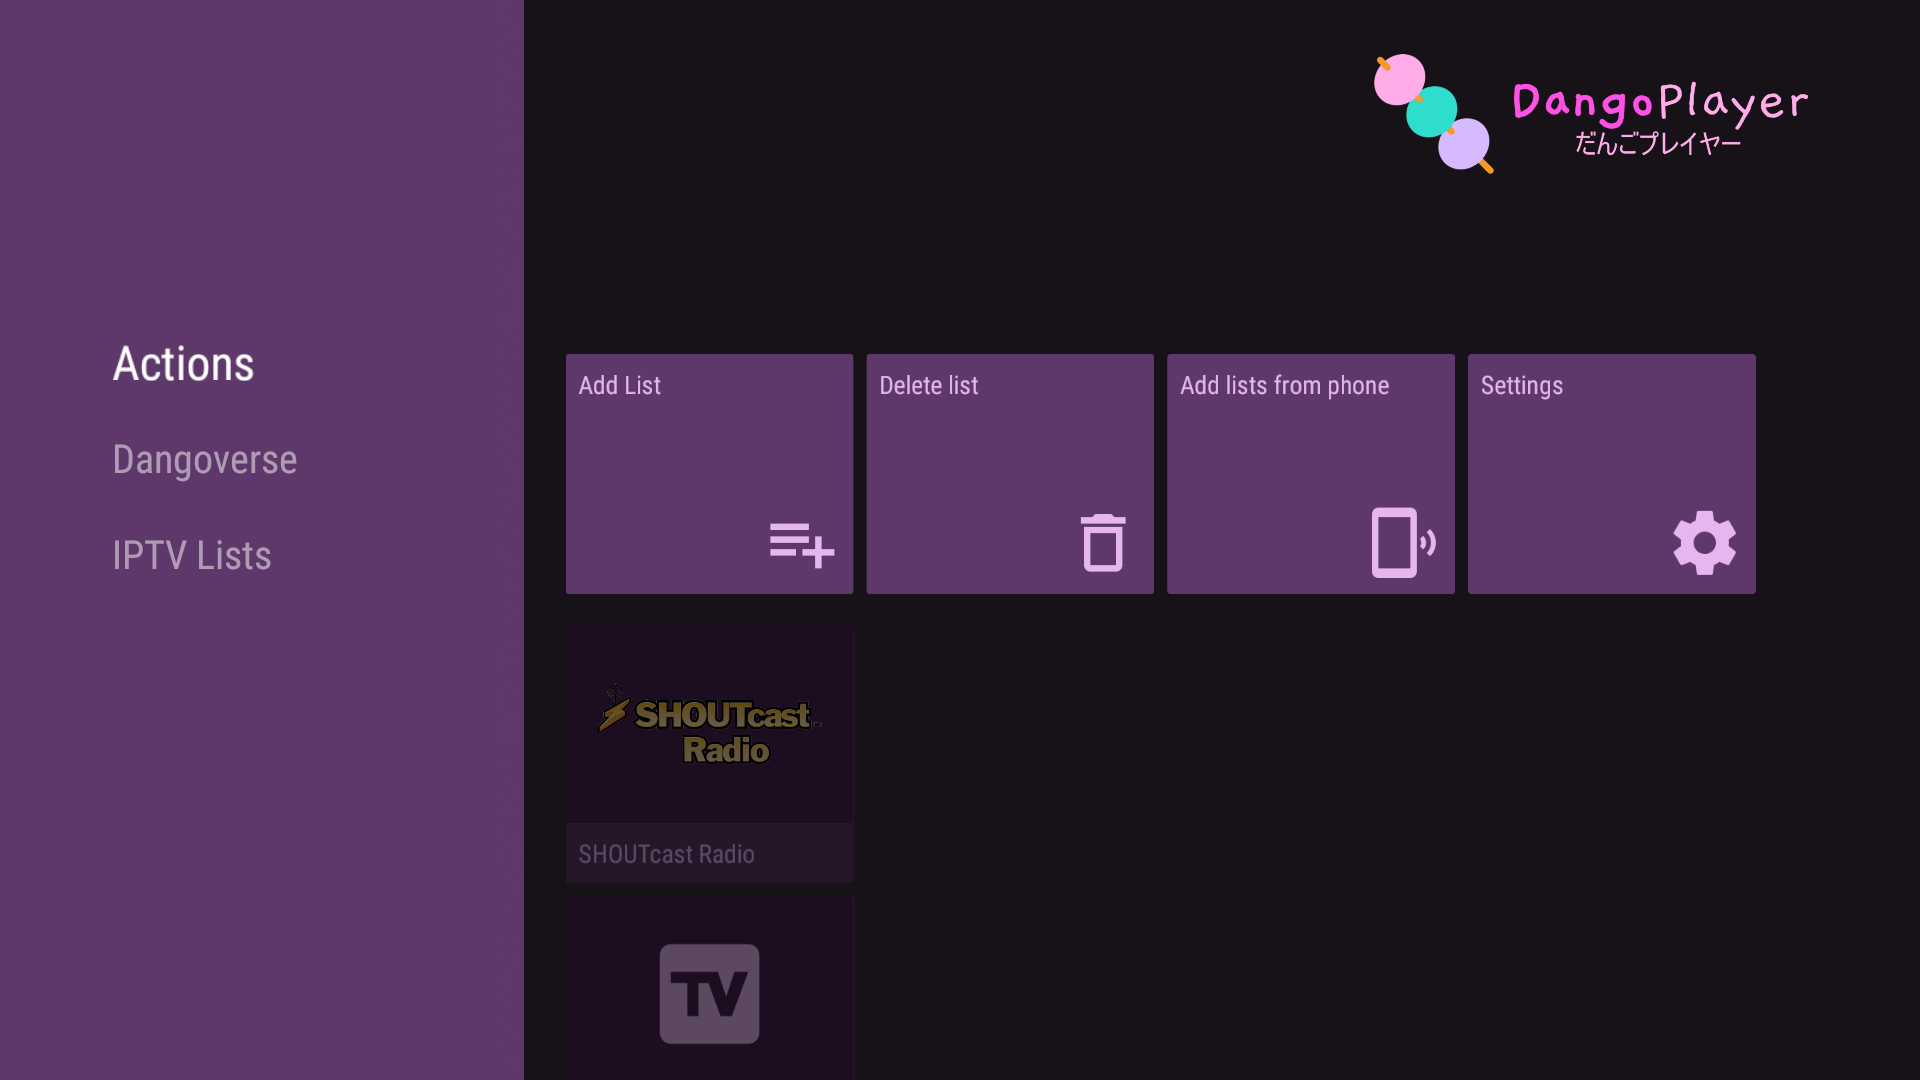 DangoPlayer
だんごプレイヤー
Actions
Dangoverse
IPTV Lists
Add List
Delete list
Add lists from phone
Settings
SHOUTcast
Radio
SHOUTcast Radio
TV